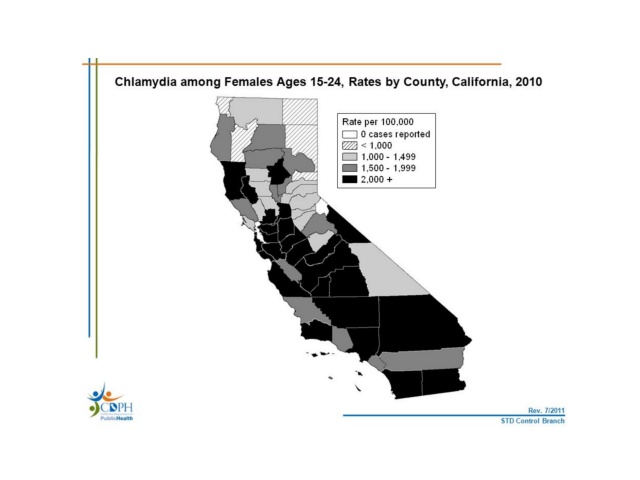 Chlamydia among Females Ages 15-24, Rates by County, California, 2010
Rate per 100,000
0 cases reported
< 1,000
1,000 - 1,499
1,500 - 1,999
2,000 +
CDPH
PublicHealth
Rev. 7/2011
STD Control Branch